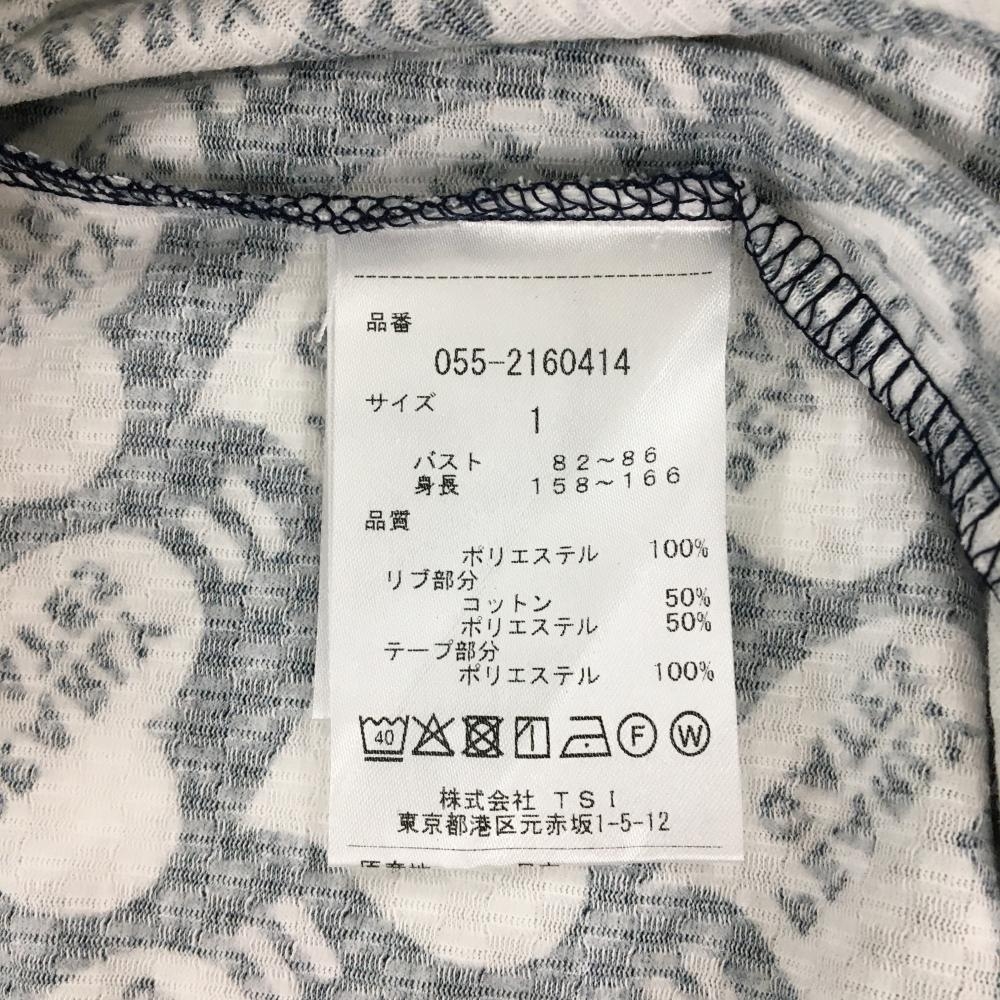 品番
055-2160414
サイズ
1
バスト 82~86
身長 158~166
品質
ポリエステル 100%
リブ部分
コットン 50%
ポリエステル 50%
テープ部分
ポリエステル 100%
40
F W
株式会社 TSI
東京都港区元赤坂1-5-12